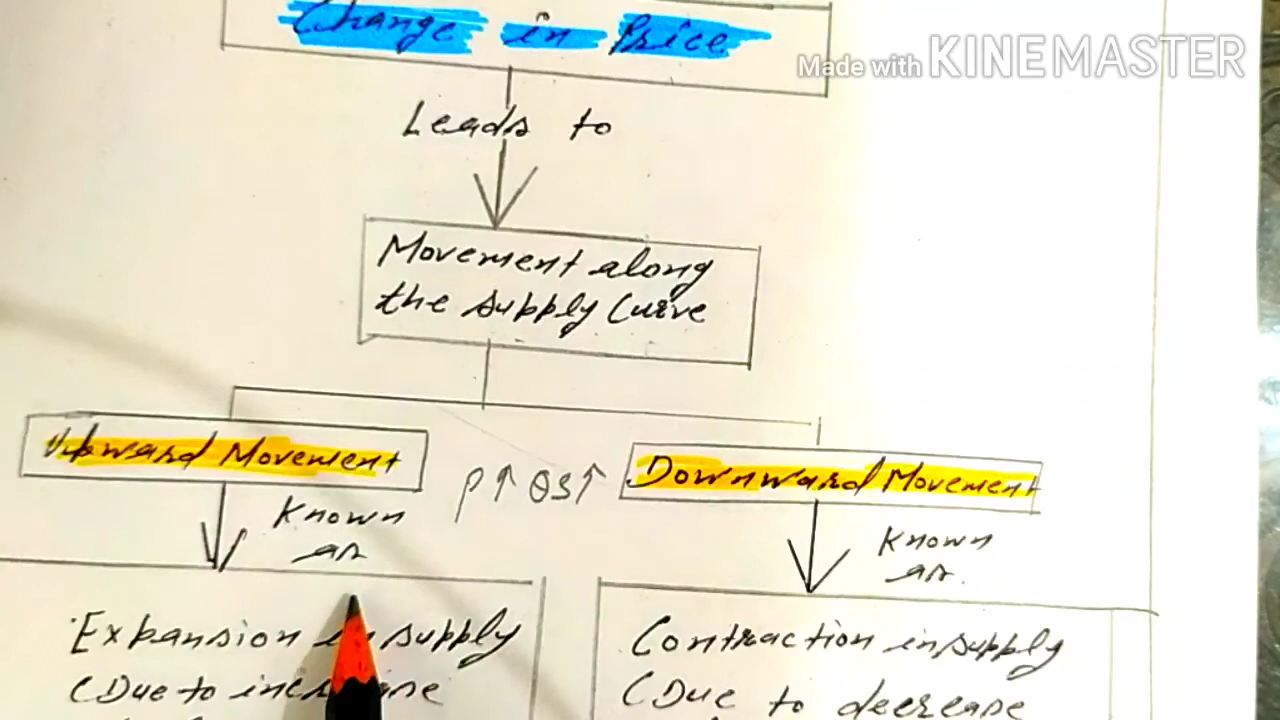 Change in Price
Made with KINEMASTER
Leads to
Movement along
the supply Curve
Upward Movement
P↑ QS↑
Downward Movement
Known
as
Known
as.
Expansion in supply
(Due to increase
Contraction in supply
(Due to decrease